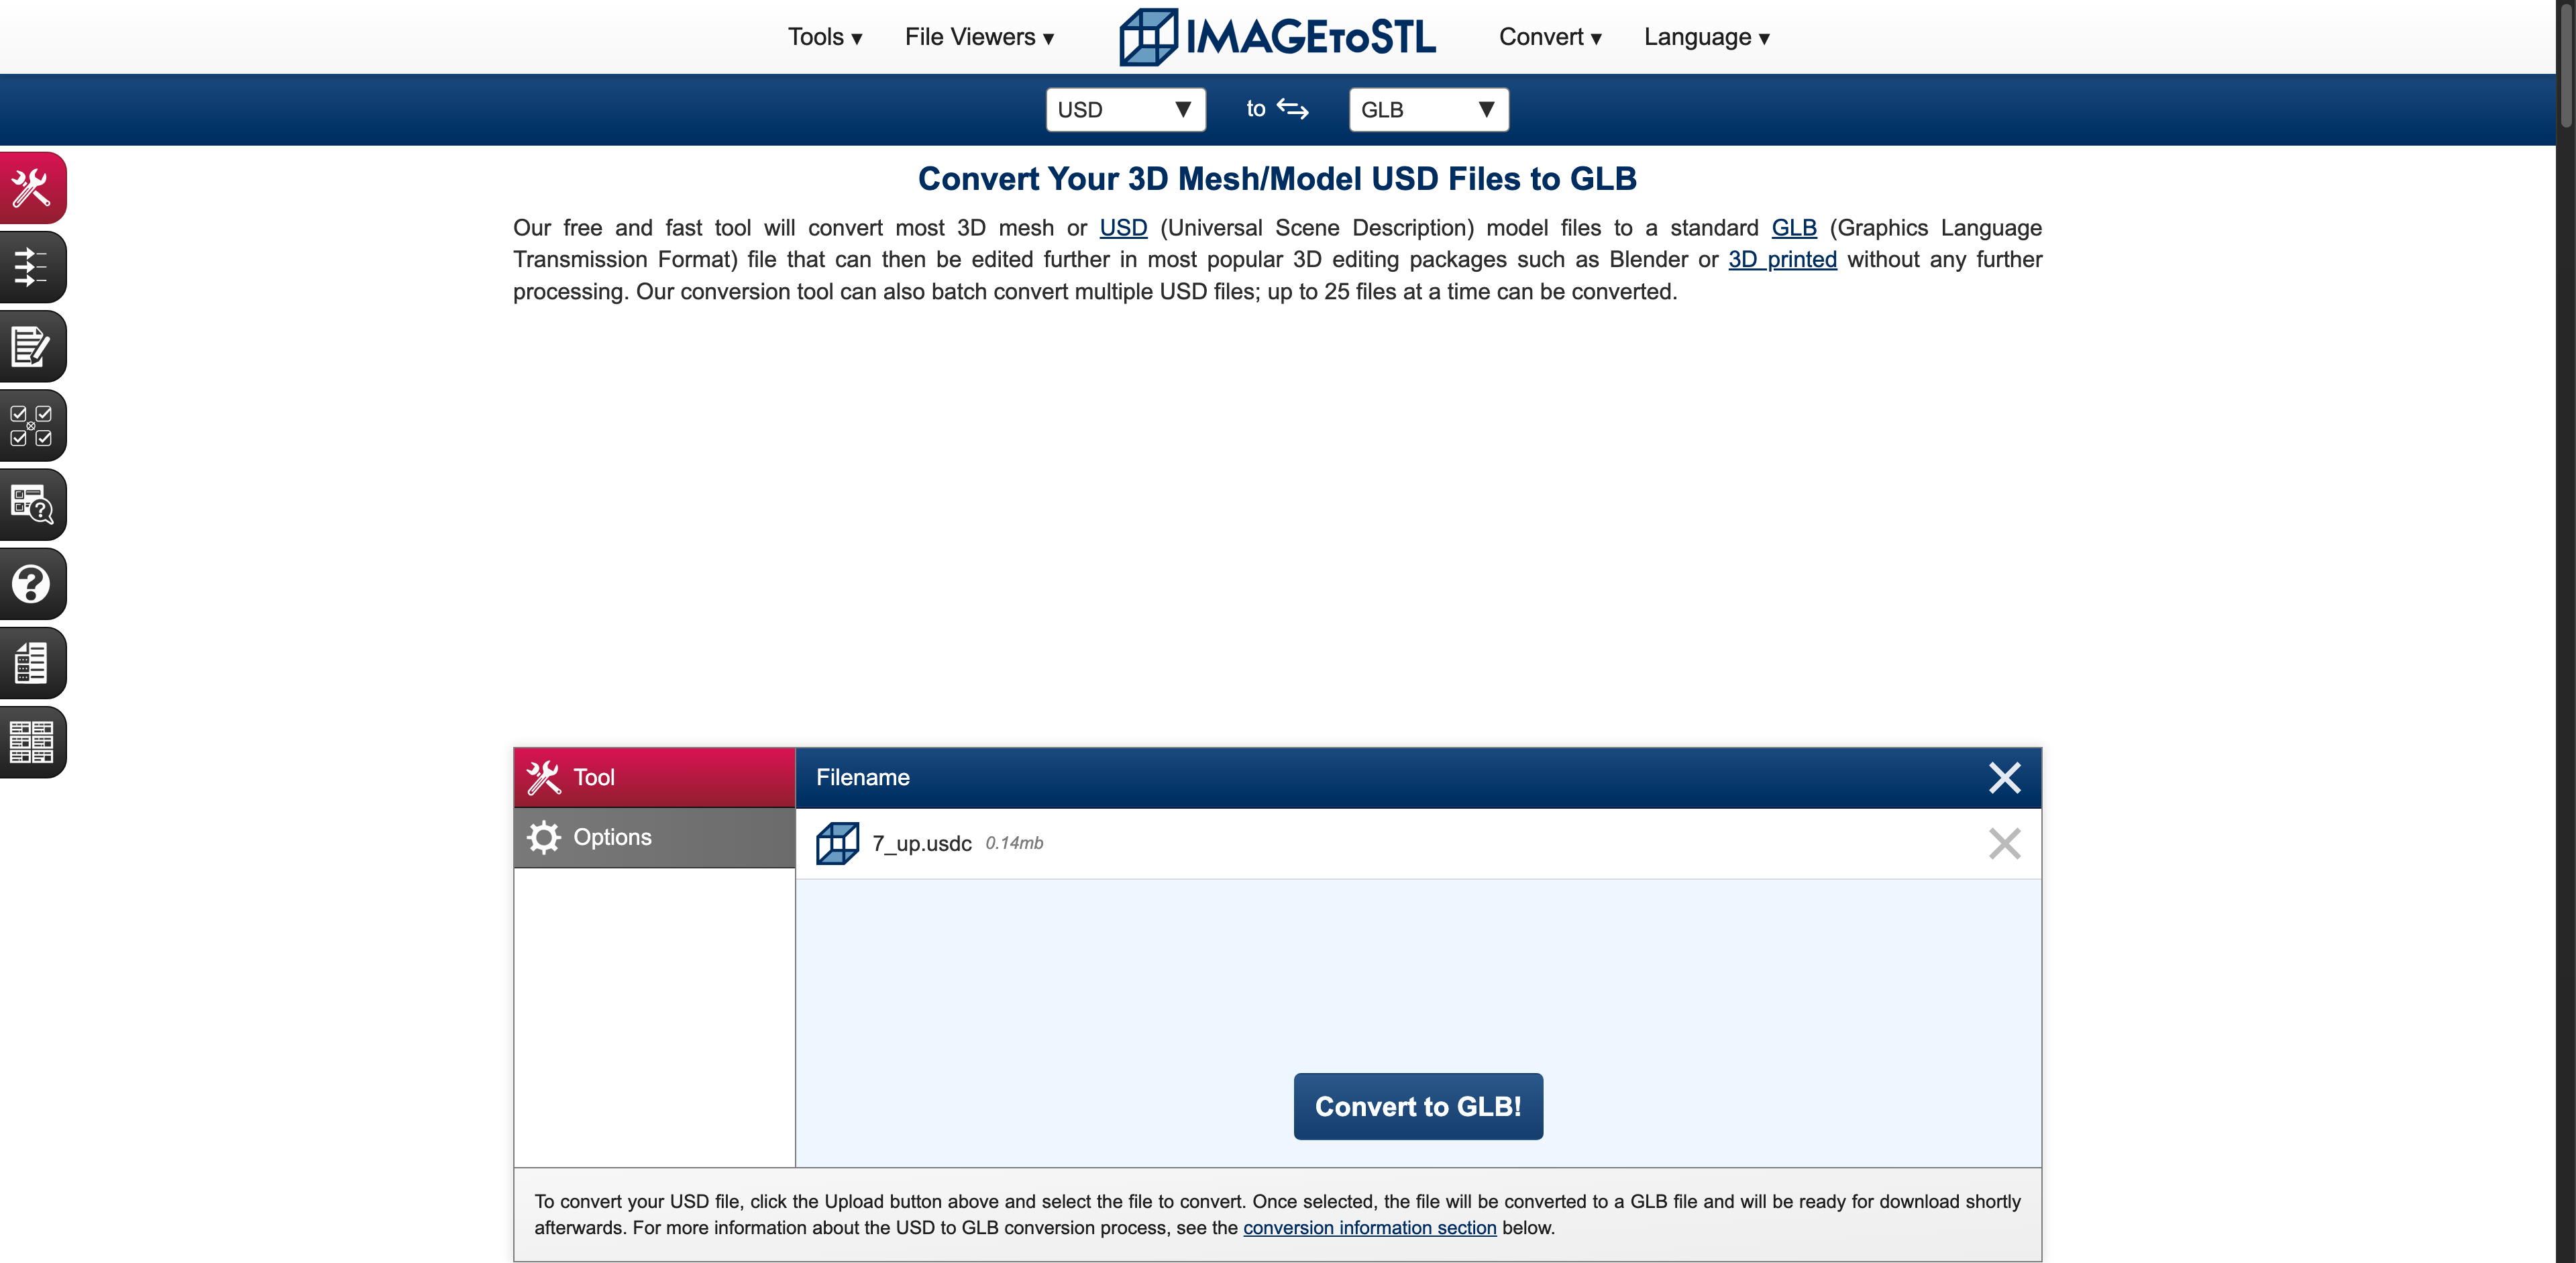 Tools ▾ File Viewers ▾ IMAGEToSTL Convert ▾ Language ▾
USD ▼ to GLB ▼
Convert Your 3D Mesh/Model USD Files to GLB
Our free and fast tool will convert most 3D mesh or USD (Universal Scene Description) model files to a standard GLB (Graphics Language
Transmission Format) file that can then be edited further in most popular 3D editing packages such as Blender or 3D printed without any further
processing. Our conversion tool can also batch convert multiple USD files; up to 25 files at a time can be converted.
Tool
Filename
Options
7_up.usdc 0.14mb
Convert to GLB!
To convert your USD file, click the Upload button above and select the file to convert. Once selected, the file will be converted to a GLB file and will be ready for download shortly
afterwards. For more information about the USD to GLB conversion process, see the conversion information section below.